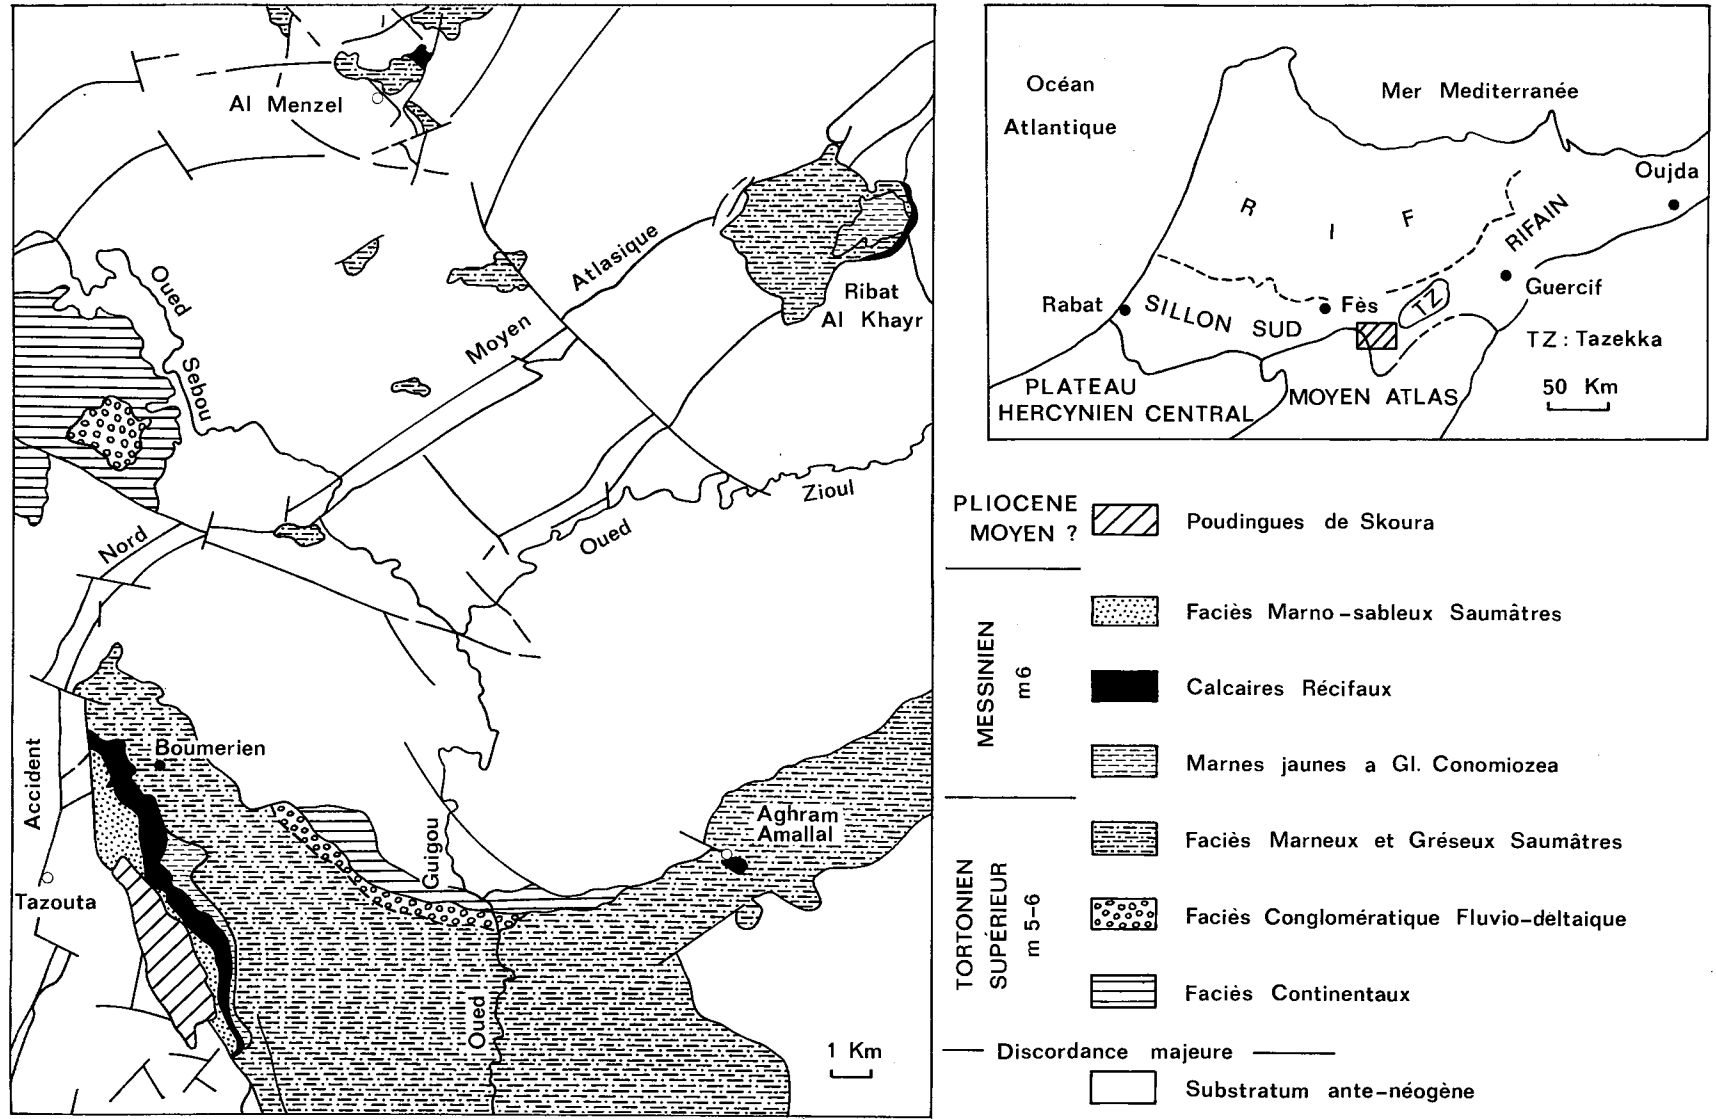 Al Menzel
Oued
Sebou
Moyen
Atlasique
Ribat
Al Khayr
Nord
Oued
Zioul
Accident
Boumerien
Tazouta
Guigou
Oued
Aghram
Amallal
1 Km
Océan
Atlantique
Mer Mediterranée
Oujda
R I F
RIFAIN
Guercif
Rabat
SILLON SUD
Fès
TZ
TZ : Tazekka
PLATEAU
HERCYNIEN CENTRAL
MOYEN ATLAS
50 Km
PLIOCENE
MOYEN ?
Poudingues de Skoura
MESSINIEN
m6
Faciès Marno-sableux Saumâtres
Calcaires Récifaux
Marnes jaunes a Gl. Conomiozea
TORTONIEN
SUPÉRIEUR
m 5-6
Faciès Marneux et Gréseux Saumâtres
Faciès Conglomératique Fluvio-deltaique
Faciès Continentaux
Discordance majeure
Substratum ante-néogène